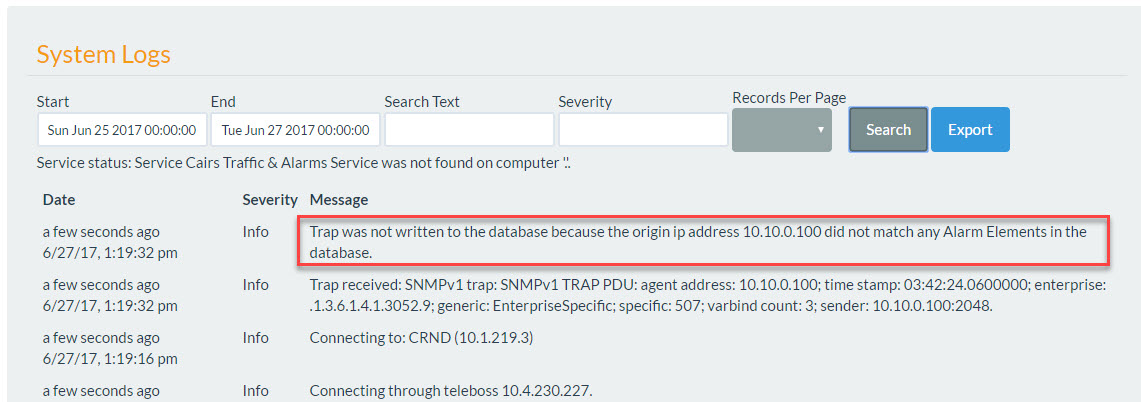 System Logs
Start End Search Text Severity Records Per Page
Sun Jun 25 2017 00:00:00 Tue Jun 27 2017 00:00:00 Search Export
Service status: Service Cairs Traffic & Alarms Service was not found on computer ''.
Date Severity Message
a few seconds ago Info Trap was not written to the database because the origin ip address 10.10.0.100 did not match any Alarm Elements in the
6/27/17, 1:19:32 pm database.
a few seconds ago Info Trap received: SNMPv1 trap: SNMPv1 TRAP PDU: agent address: 10.10.0.100; time stamp: 03:42:24.0600000; enterprise:
6/27/17, 1:19:32 pm .1.3.6.1.4.1.3052.9; generic: EnterpriseSpecific; specific: 507; varbind count: 3; sender: 10.10.0.100:2048.
a few seconds ago Info Connecting to: CRND (10.1.219.3)
6/27/17, 1:19:16 pm
a few seconds ago Info Connecting through teleboss 10.4.230.227.